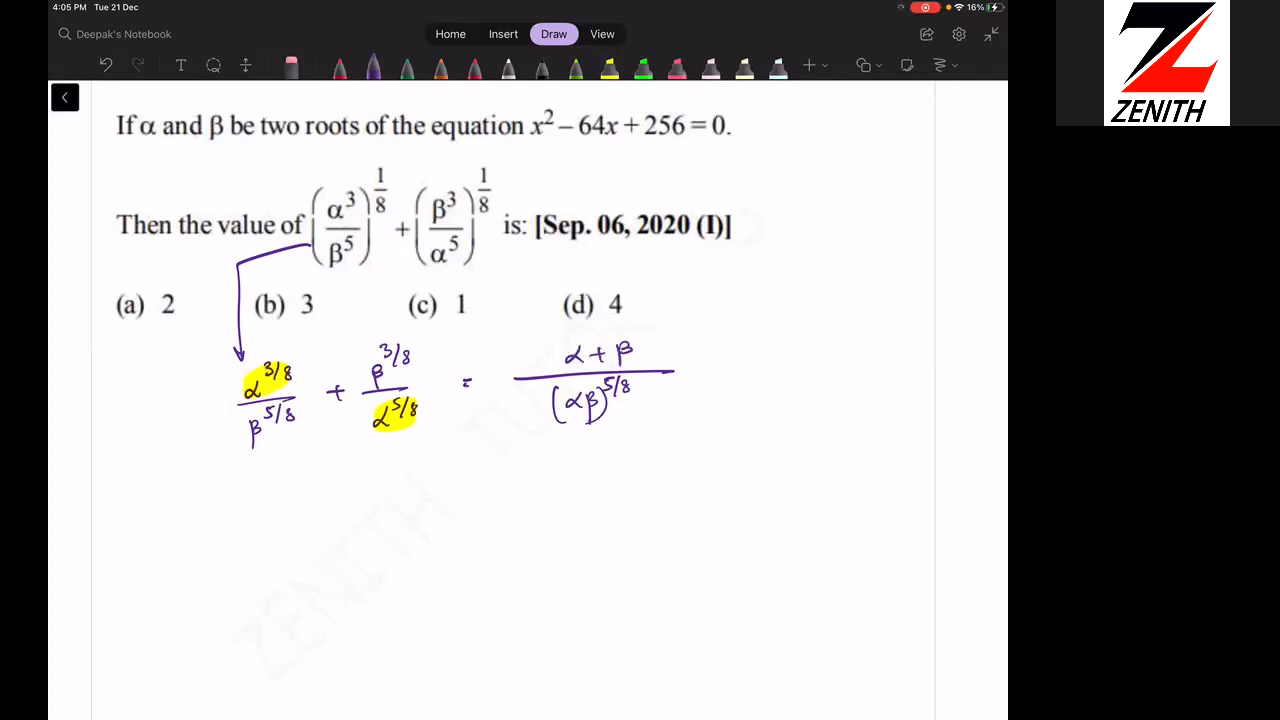 4:05 PM Tue 21 Dec
16%
Deepak's Notebook
Home Insert Draw View
ZENITH
If α and β be two roots of the equation x² – 64x + 256 = 0.
Then the value of (α³/β⁵)^(1/8) + (β³/α⁵)^(1/8) is: [Sep. 06, 2020 (I)]
(a) 2 (b) 3 (c) 1 (d) 4
α^(3/8)/β^(5/8) + β^(3/8)/α^(5/8) = (α + β)/(αβ)^(5/8)
ZENITH